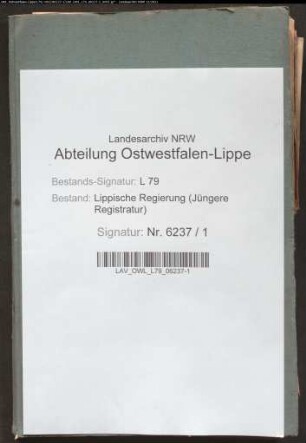 Landesarchiv NRW
Abteilung Ostwestfalen-Lippe
Bestands-Signatur: L 79
Bestand: Lippische Regierung (Jüngere
Registratur)
Signatur: Nr. 6237 / 1
LAV_OWL_L79_06237-1